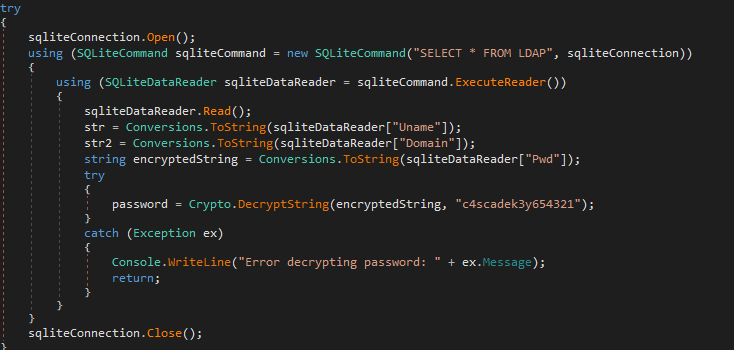 try
{
sqliteConnection.Open();
using (SQLiteCommand sqliteCommand = new SQLiteCommand("SELECT * FROM LDAP", sqliteConnection))
{
using (SQLiteDataReader sqliteDataReader = sqliteCommand.ExecuteReader())
{
sqliteDataReader.Read();
str = Conversions.ToString(sqliteDataReader["Uname"]);
str2 = Conversions.ToString(sqliteDataReader["Domain"]);
string encryptedString = Conversions.ToString(sqliteDataReader["Pwd"]);
try
{
password = Crypto.DecryptString(encryptedString, "c4scadek3y654321");
}
catch (Exception ex)
{
Console.WriteLine("Error decrypting password: " + ex.Message);
return;
}
}
}
sqliteConnection.Close();
}